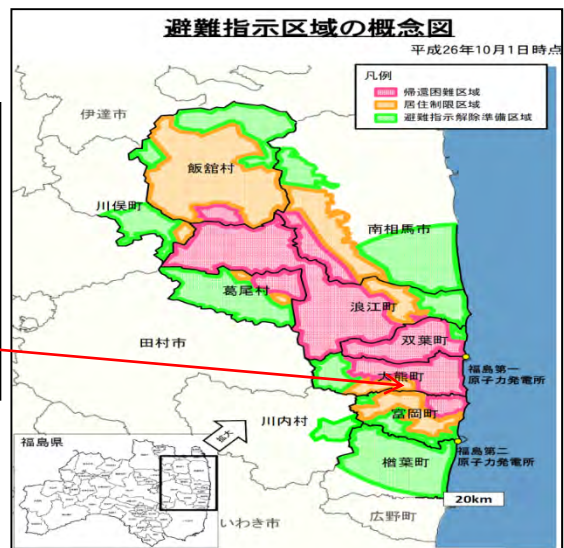 避難指示区域の概念図
平成26年10月1日時点
凡例
帰還困難区域
居住制限区域
避難指示解除準備区域
伊達市
飯舘村
川俣町
南相馬市
葛尾村
浪江町
双葉町
田村市
大熊町
福島第一
原子力発電所
富岡町
川内村
拡大
福島県
楢葉町
福島第二
原子力発電所
20km
いわき市
広野町